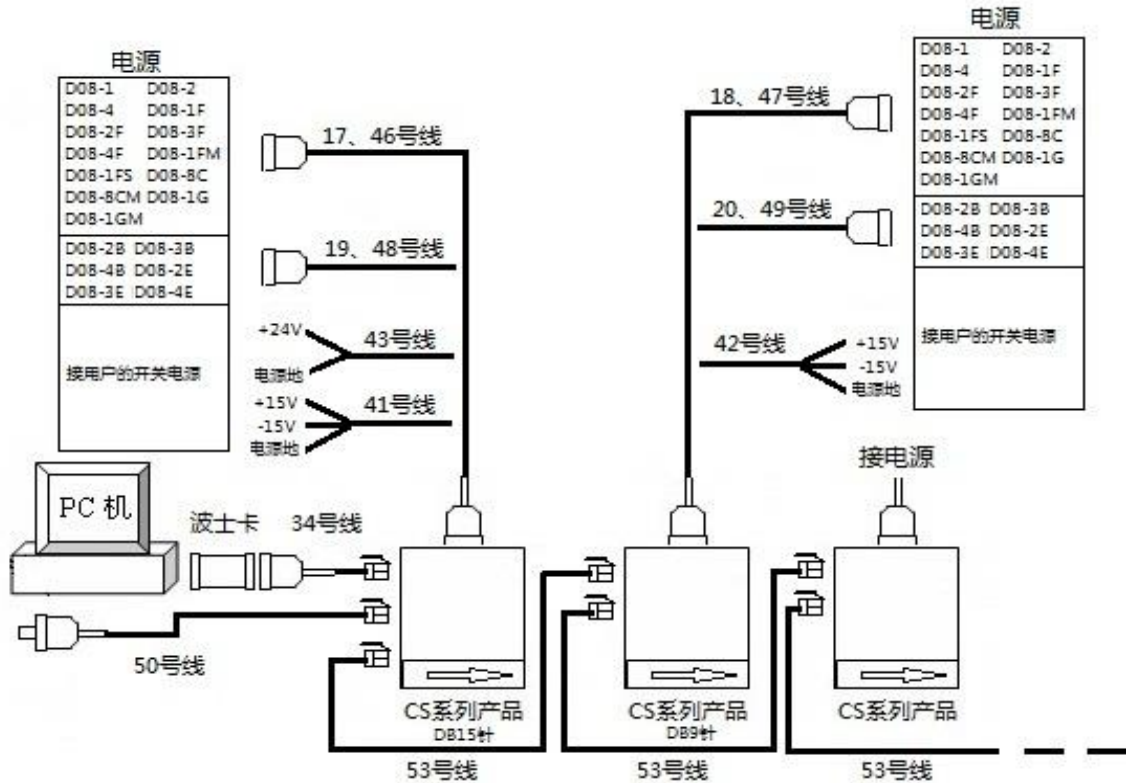 电源
D08-1 D08-2
D08-4 D08-1F
D08-2F D08-3F
D08-4F D08-1FM
D08-1FS D08-8C
D08-8CM D08-1G
D08-1GM
D08-2B D08-3B
D08-4B D08-2E
D08-3E D08-4E
接用户的开关电源
17、46号线
19、48号线
+24V
43号线
电源地
+15V
41号线
-15V
电源地
电源
D08-1 D08-2
D08-4 D08-1F
D08-2F D08-3F
D08-4F D08-1FM
D08-1FS D08-8C
D08-8CM D08-1G
D08-1GM
D08-2B D08-3B
D08-4B D08-2E
D08-3E D08-4E
接用户的开关电源
18、47号线
20、49号线
42号线
+15V
-15V
电源地
接电源
PC 机
波士卡 34号线
50号线
CS系列产品
DB15针
CS系列产品
DB9针
CS系列产品
53号线
53号线
53号线